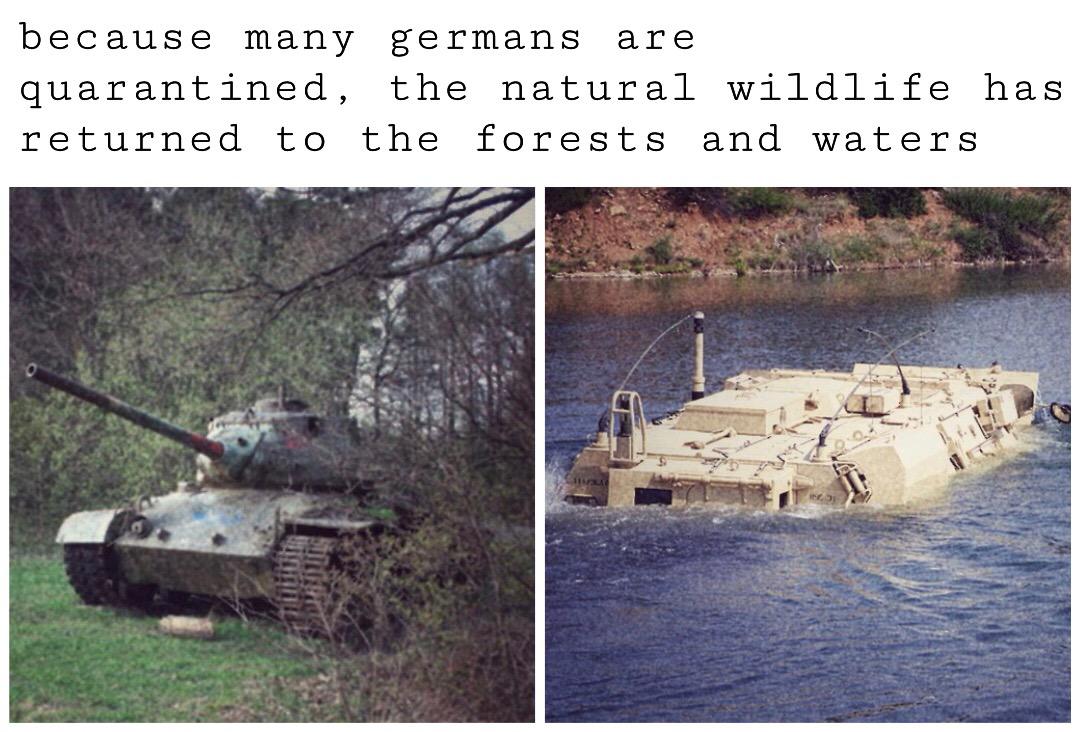 because many germans are
quarantined, the natural wildlife has
returned to the forests and waters